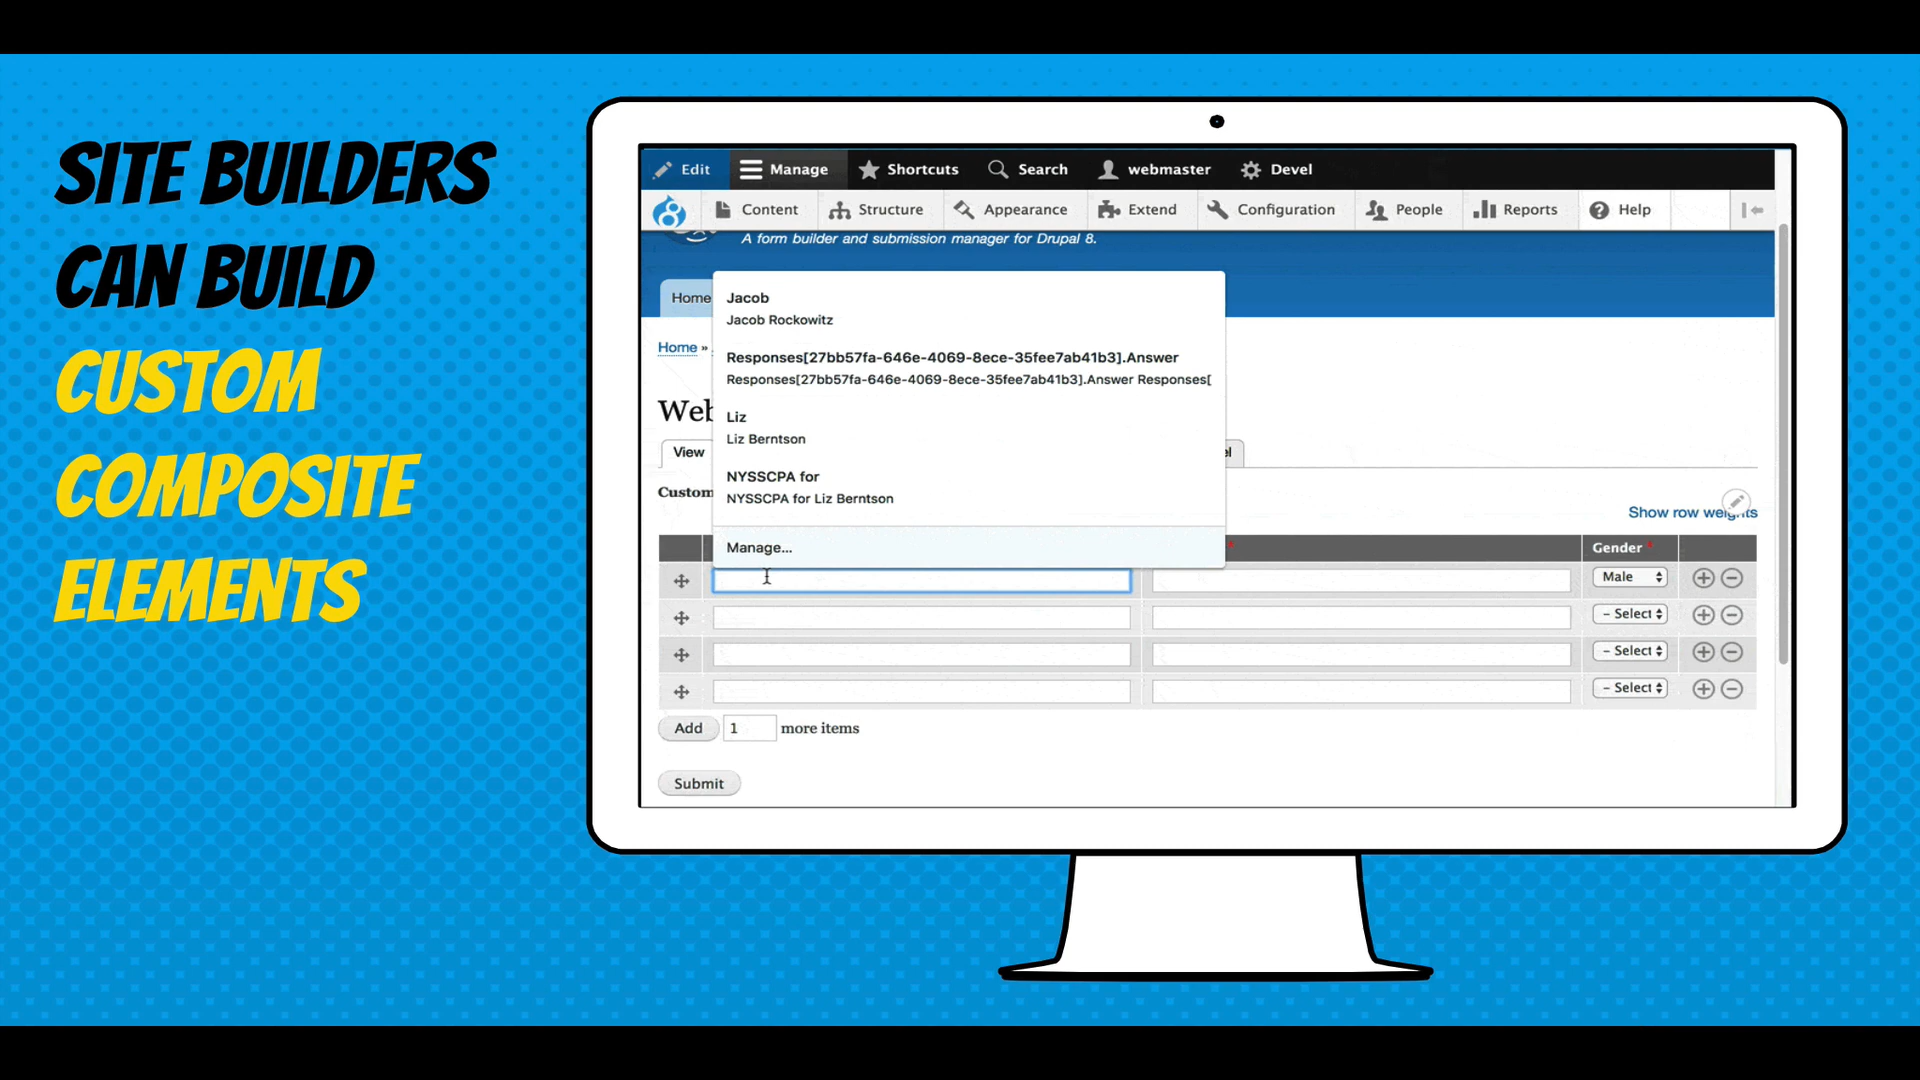 SITE BUILDERS
CAN BUILD
CUSTOM
COMPOSITE
ELEMENTS
Edit Manage Shortcuts Search webmaster Devel
Content Structure Appearance Extend Configuration People Reports Help
A form builder and submission manager for Drupal 8.
Home
Jacob
Jacob Rockowitz
Home »
Responses[27bb57fa-646e-4069-8ece-35fee7ab41b3].Answer
Responses[27bb57fa-646e-4069-8ece-35fee7ab41b3].Answer Responses[
Web
Liz
Liz Berntson
View
NYSSCPA for
NYSSCPA for Liz Berntson
Custom
Show row weights
Manage...
* Gender *
Male
- Select
- Select
- Select
Add 1 more items
Submit